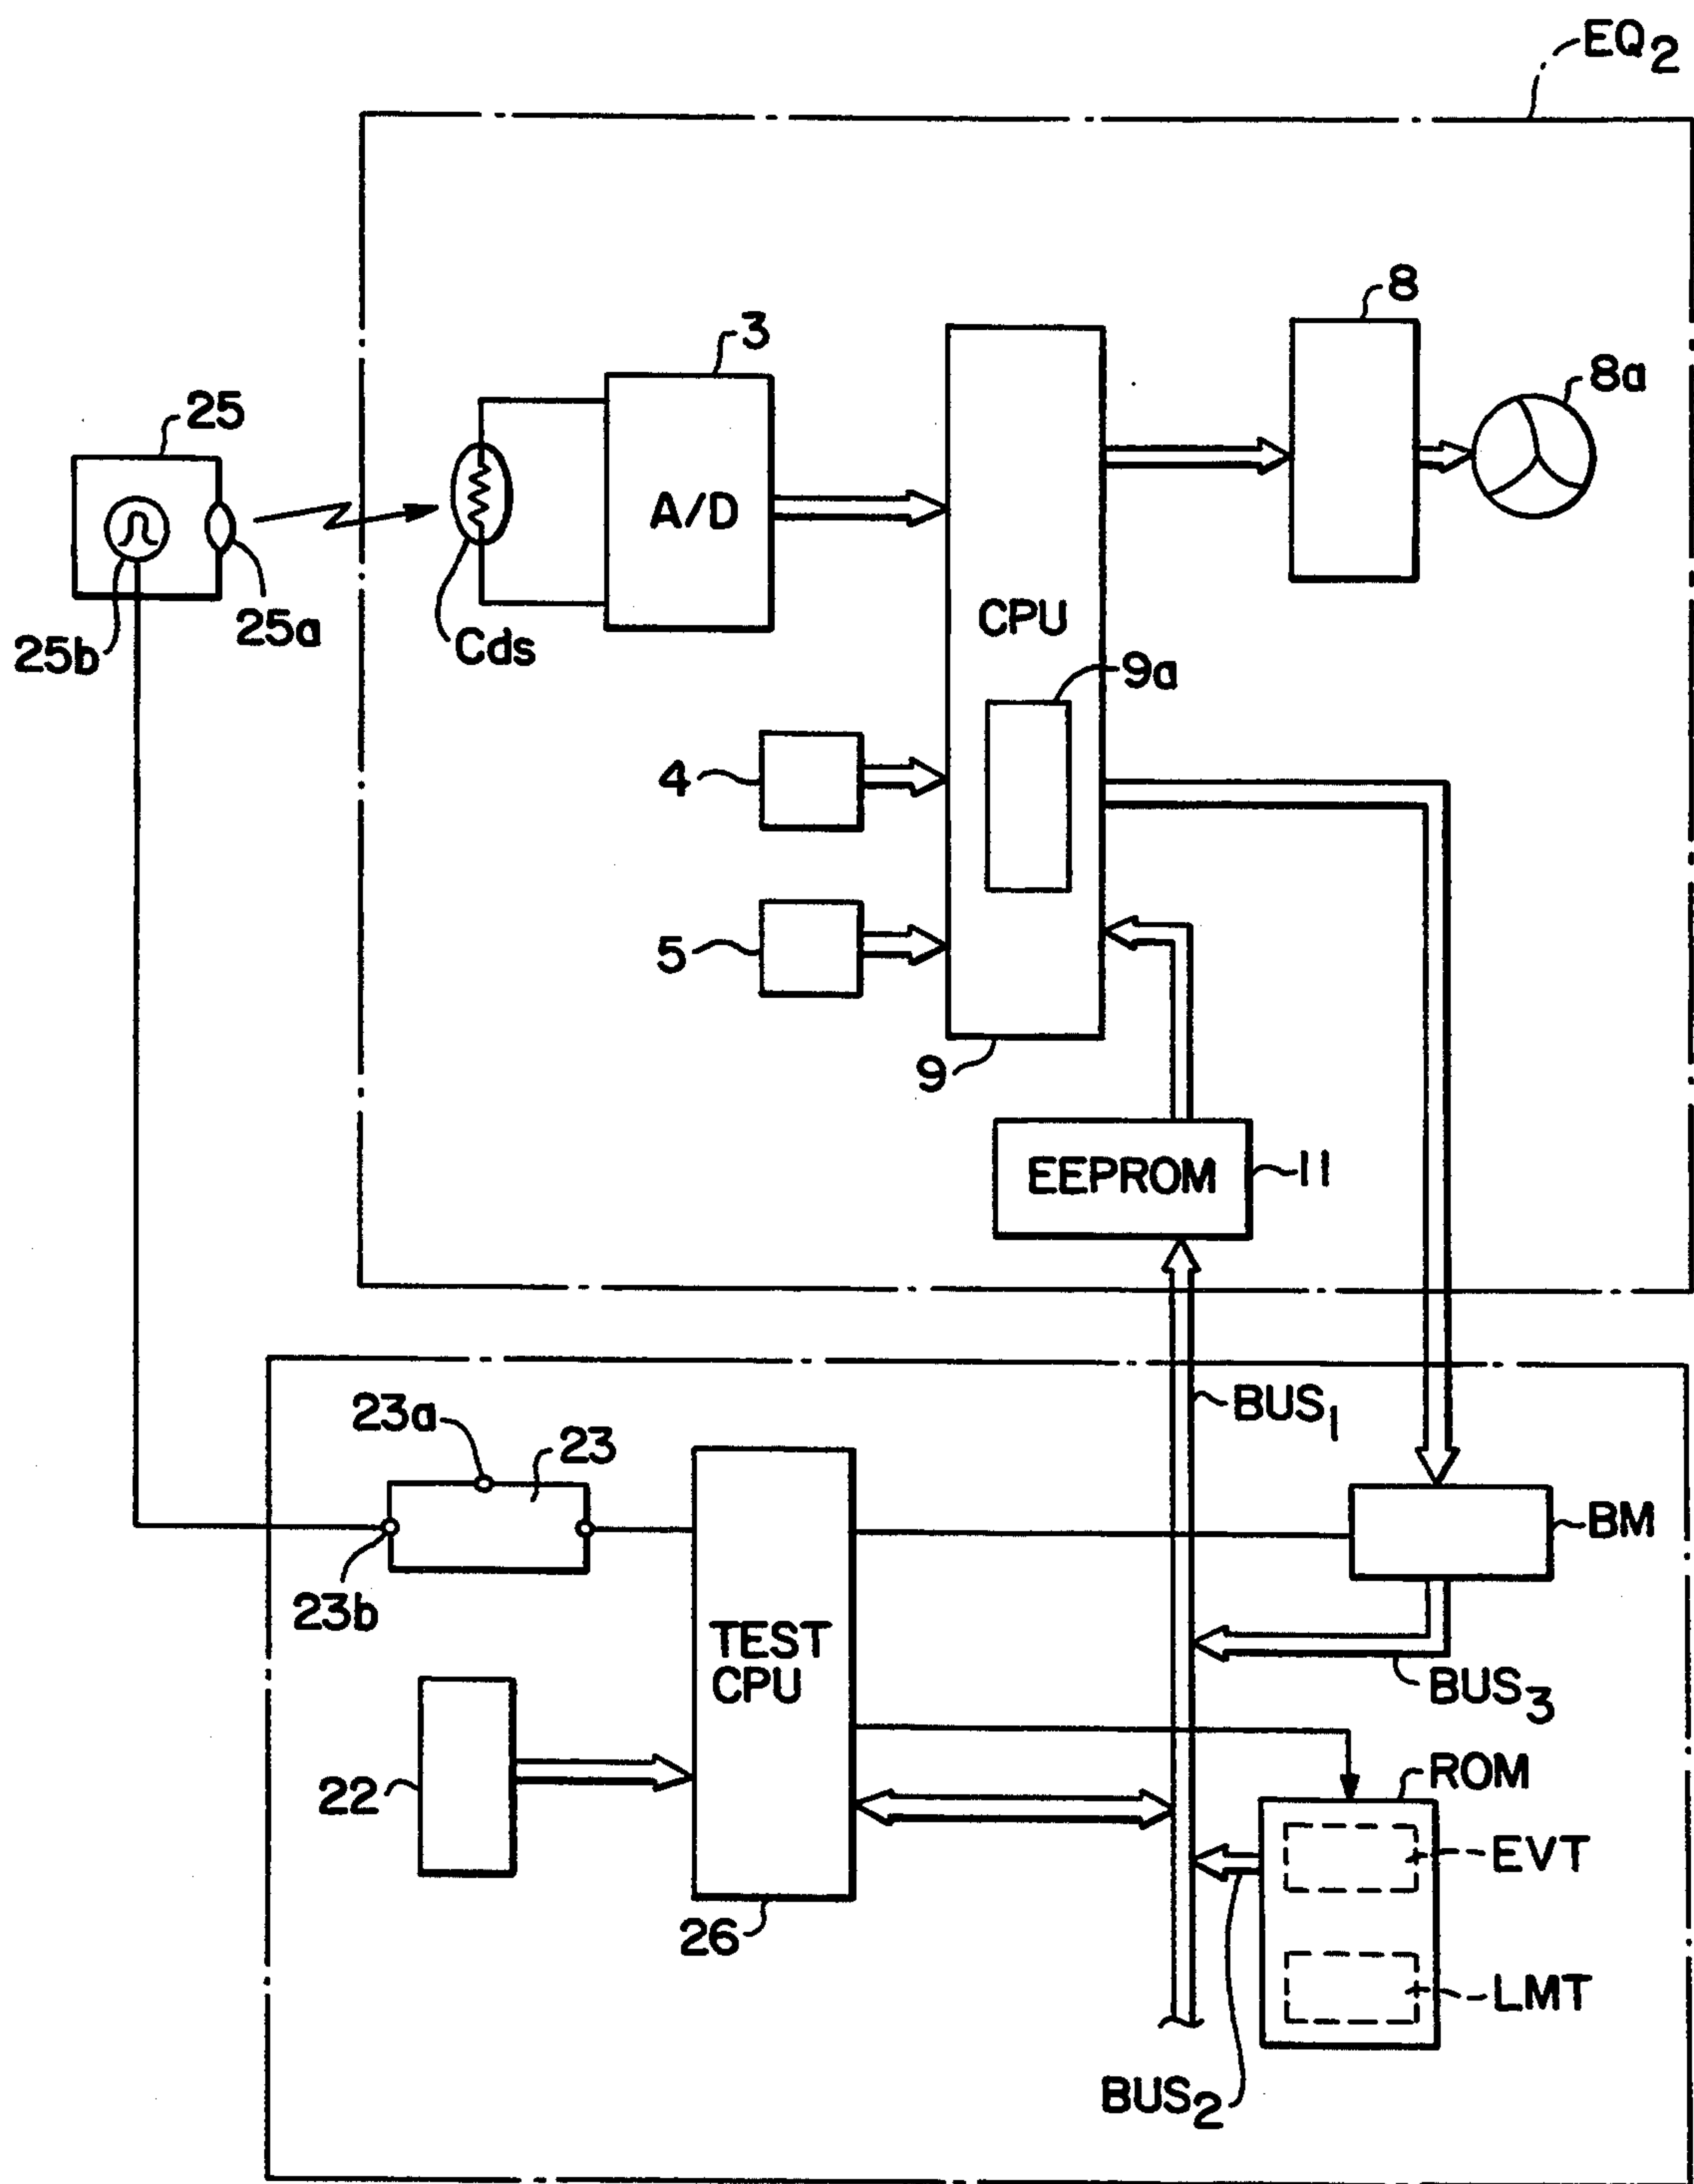 EQ2
8
3
8a
25
A/D
CPU
25a
Cds
25b
9a
4
5
9
EEPROM
11
BUS1
23a
23
BM
23b
TEST
CPU
BUS3
ROM
22
EVT
26
LMT
BUS2